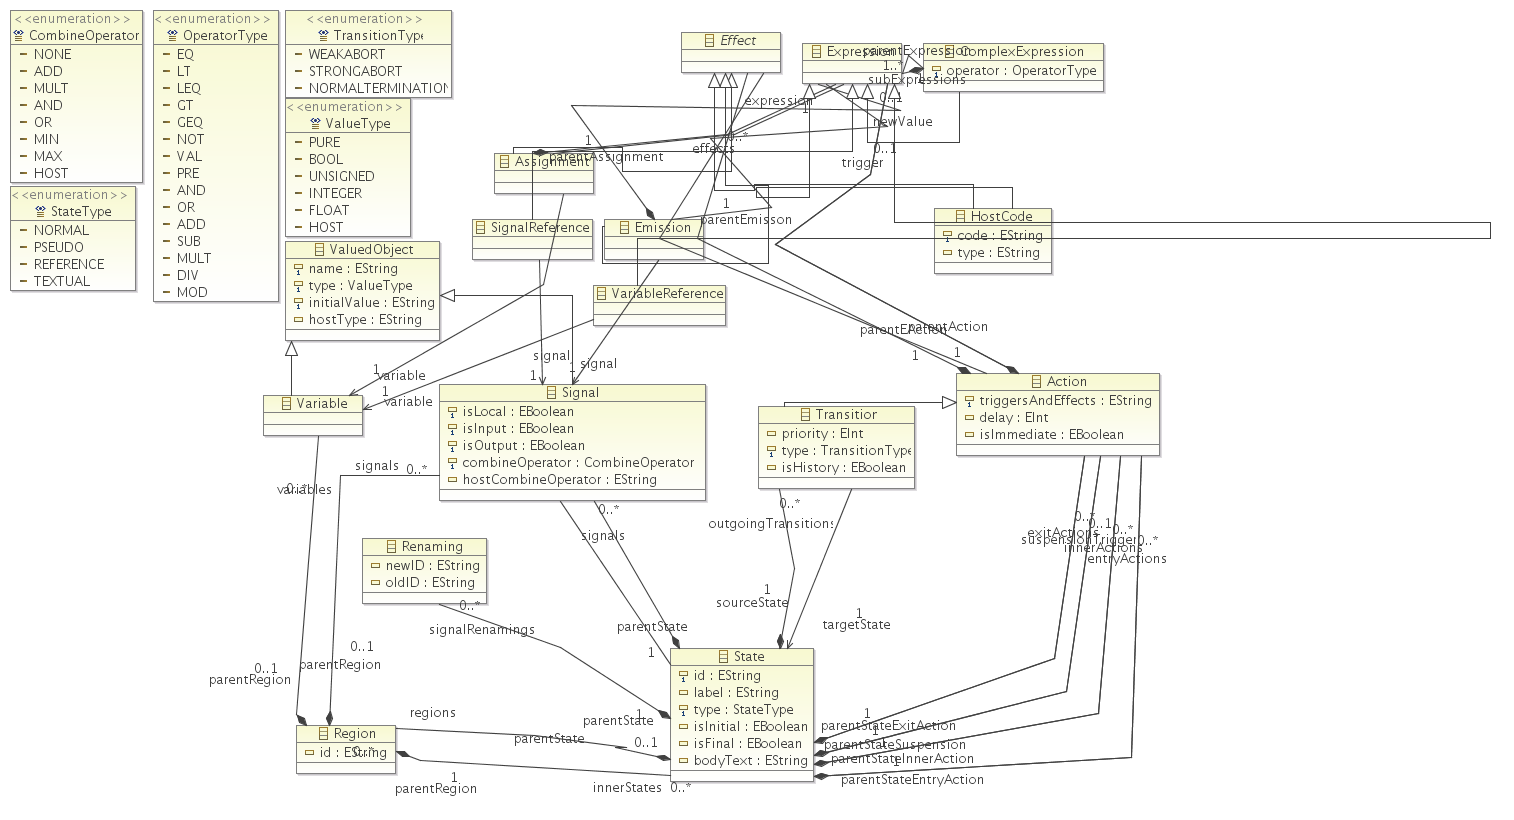 <<enumeration>>
CombineOperator
NONE
ADD
MULT
AND
OR
MIN
MAX
HOST
<<enumeration>>
StateType
NORMAL
PSEUDO
REFERENCE
TEXTUAL
<<enumeration>>
OperatorType
EQ
LT
LEQ
GT
GEQ
NOT
VAL
PRE
AND
OR
ADD
SUB
MULT
DIV
MOD
<<enumeration>>
TransitionType
WEAKABORT
STRONGABORT
NORMALTERMINATION
<<enumeration>>
ValueType
PURE
BOOL
UNSIGNED
INTEGER
FLOAT
HOST
ValuedObject
name : EString
type : ValueType
initialValue : EString
hostType : EString
Effect
Expression
parentExpression
ComplexExpression
operator : OperatorType
1..*
subExpressions
0..1
expression
1
newValue
0..*
effects
0..1
trigger
1
parentAssignment
Assignment
SignalReference
Emission
1
parentEmisson
HostCode
code : EString
type : EString
VariableReference
parentEAction
parentAction
1
1
signal
1
signal
1
1
variable
1
variable
Variable
Signal
isLocal : EBoolean
isInput : EBoolean
isOutput : EBoolean
combineOperator : CombineOperator
hostCombineOperator : EString
Transition
priority : EInt
type : TransitionType
isHistory : EBoolean
Action
triggersAndEffects : EString
delay : EInt
isImmediate : EBoolean
signals
0..*
0..*
variables
0..*
signals
0..*
outgoingTransitions
0..*
exitActions
0..1
suspensionTrigger
0..*
innerActions
0..*
entryActions
Renaming
newID : EString
oldID : EString
0..*
signalRenamings
1
sourceState
1
targetState
parentState
1
0..1
parentRegion
0..1
parentRegion
State
id : EString
label : EString
type : StateType
isInitial : EBoolean
isFinal : EBoolean
bodyText : EString
1
parentState
regions
parentState
0..1
Region
id : EString
0..*
1
parentRegion
innerStates
0..*
1
parentStateExitAction
1
parentStateSuspension
1
parentStateInnerAction
1
parentStateEntryAction